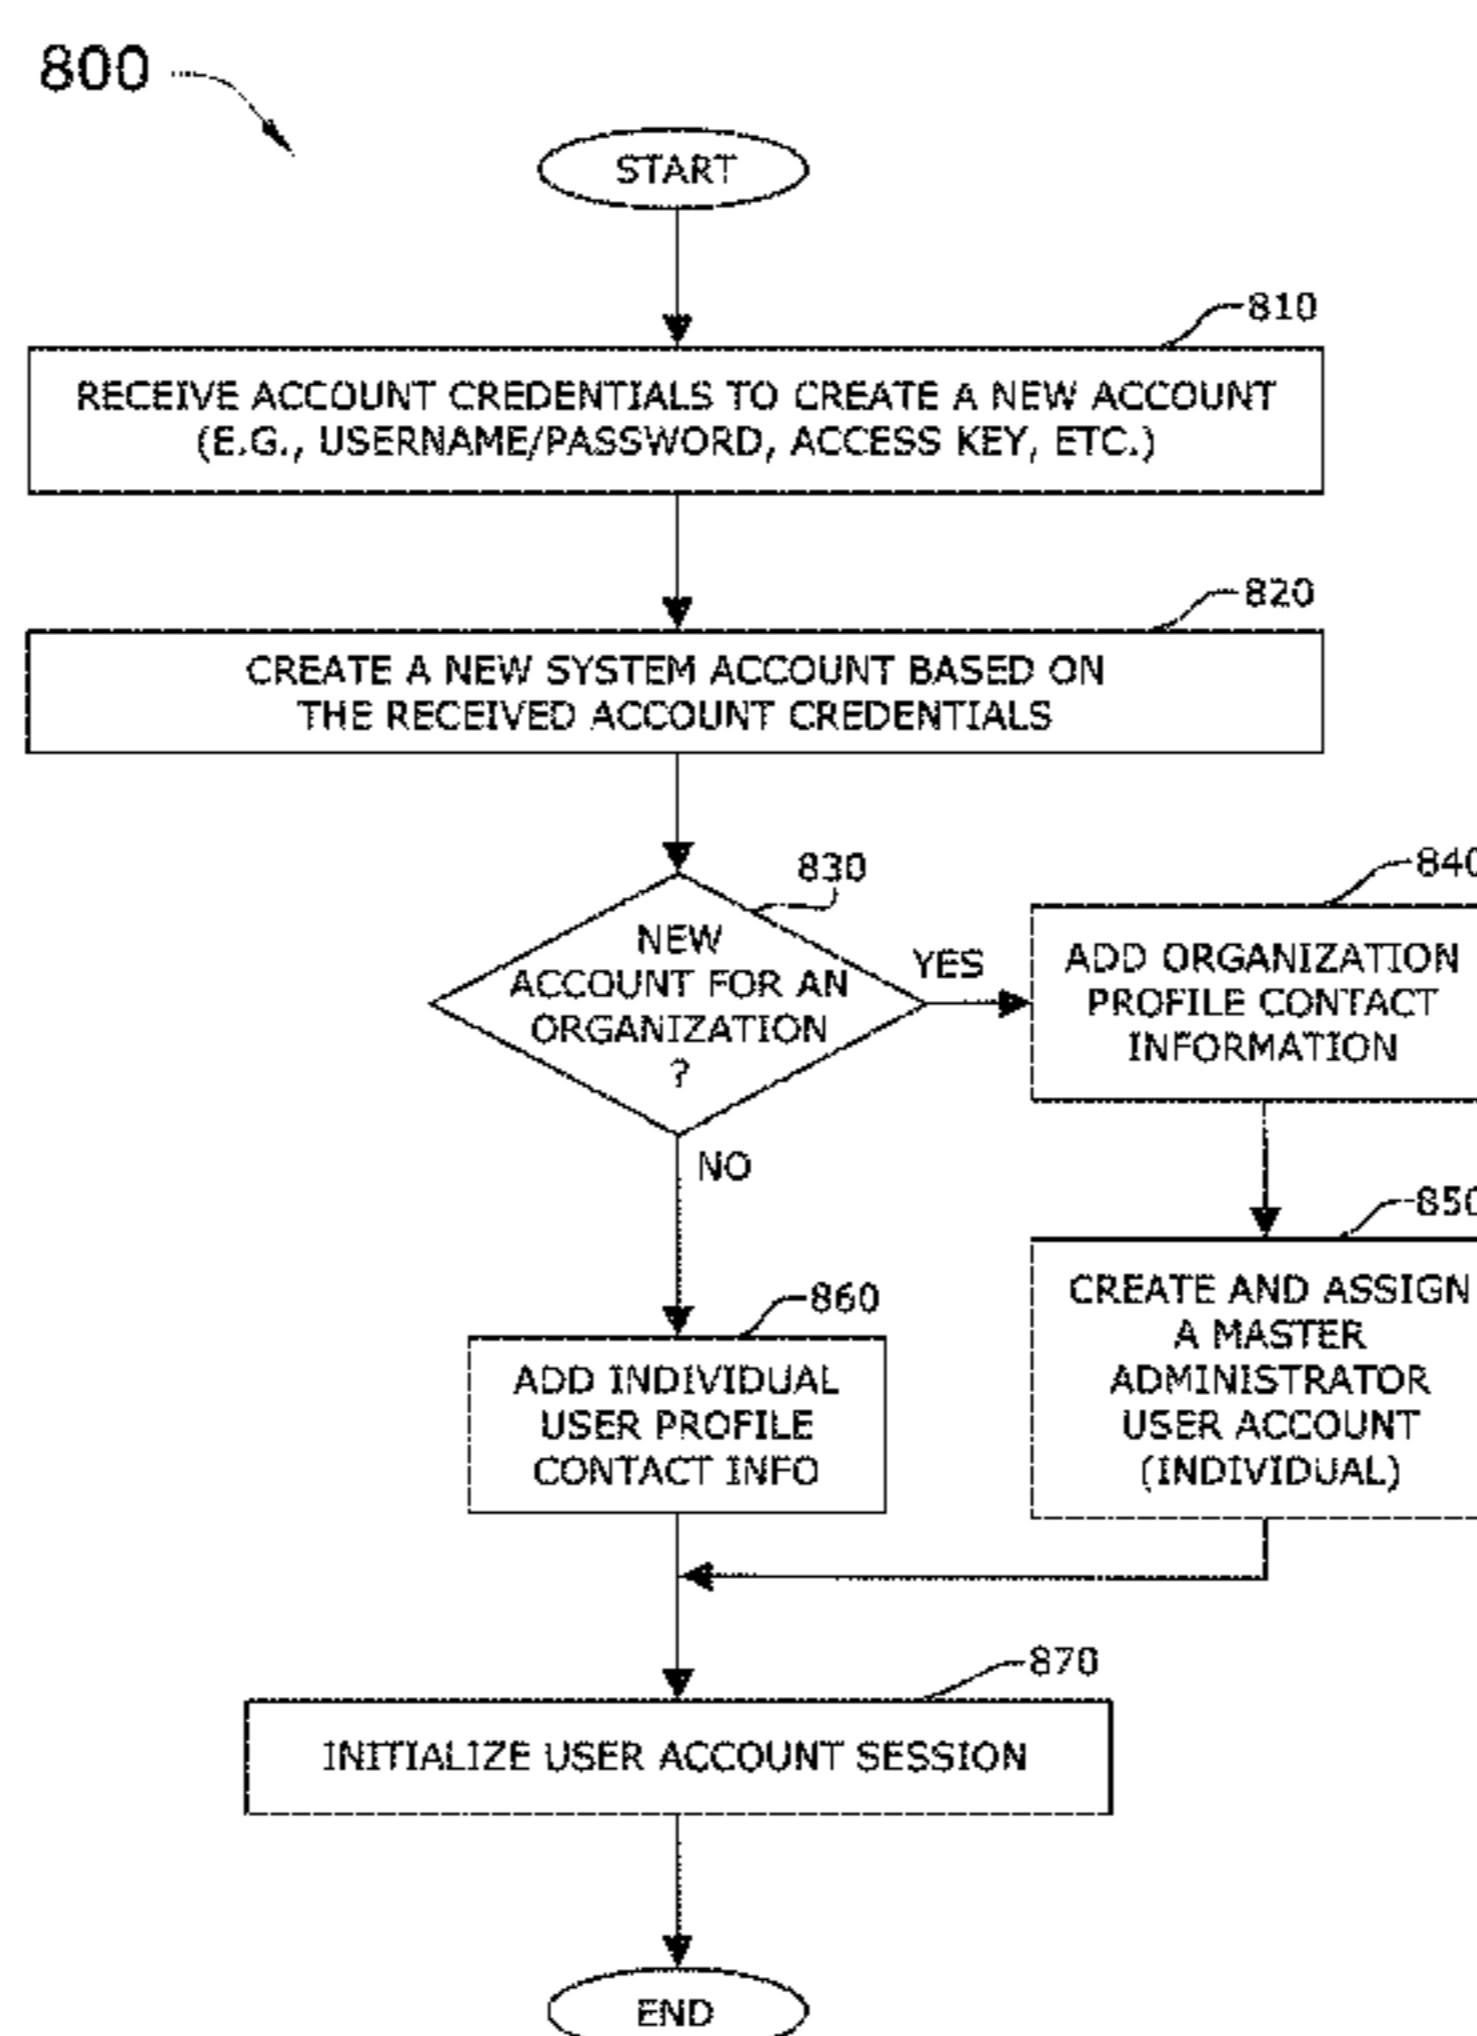 800
START
810
RECEIVE ACCOUNT CREDENTIALS TO CREATE A NEW ACCOUNT
(E.G., USERNAME/PASSWORD, ACCESS KEY, ETC.)
820
CREATE A NEW SYSTEM ACCOUNT BASED ON
THE RECEIVED ACCOUNT CREDENTIALS
830
NEW
ACCOUNT FOR AN
ORGANIZATION
?
YES
840
ADD ORGANIZATION
PROFILE CONTACT
INFORMATION
NO
850
CREATE AND ASSIGN
A MASTER
ADMINISTRATOR
USER ACCOUNT
(INDIVIDUAL)
860
ADD INDIVIDUAL
USER PROFILE
CONTACT INFO
870
INITIALIZE USER ACCOUNT SESSION
END